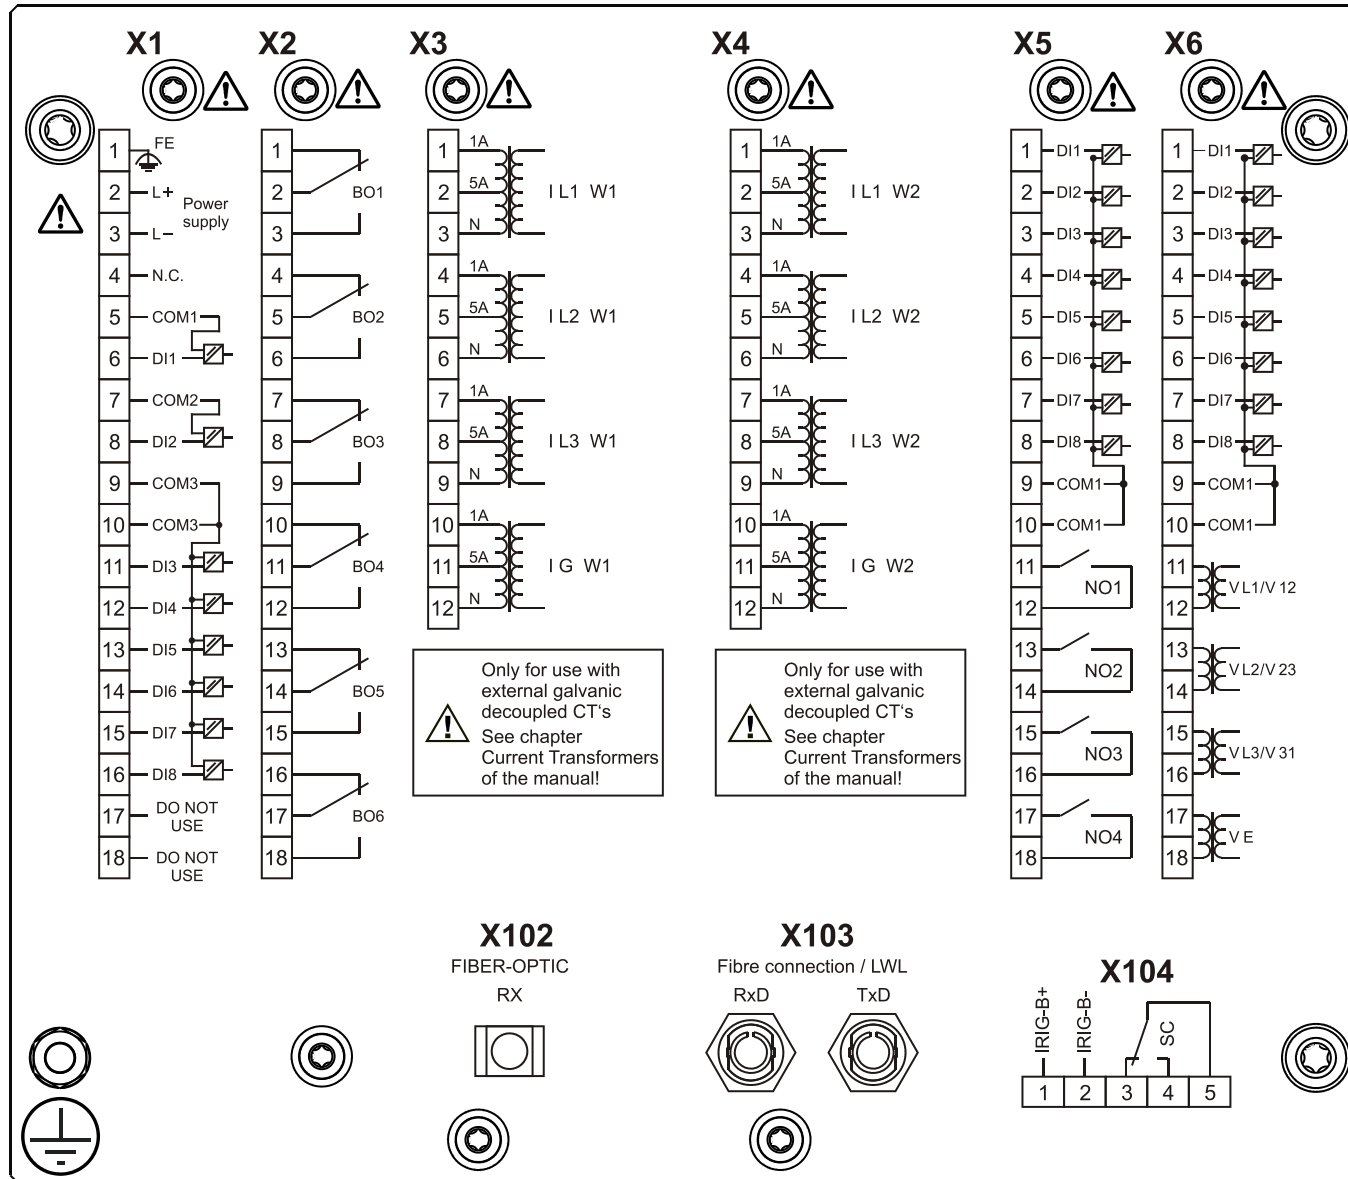 X1
1 FE
2 L+ Power
supply
3 L−
4 N.C.
5 COM1
6 DI1
7 COM2
8 DI2
9 COM3
10 COM3
11 DI3
12 DI4
13 DI5
14 DI6
15 DI7
16 DI8
17 DO NOT
USE
18 DO NOT
USE
X2
1
2 BO1
3
4
5 BO2
6
7
8 BO3
9
10
11 BO4
12
13
14 BO5
15
16
17 BO6
18
X3
1 1A
2 5A I L1 W1
3 N
4 1A
5 5A I L2 W1
6 N
7 1A
8 5A I L3 W1
9 N
10 1A
11 5A I G W1
12 N
Only for use with
external galvanic
decoupled CT‘s
See chapter
Current Transformers
of the manual!
X4
1 1A
2 5A I L1 W2
3 N
4 1A
5 5A I L2 W2
6 N
7 1A
8 5A I L3 W2
9 N
10 1A
11 5A I G W2
12 N
Only for use with
external galvanic
decoupled CT‘s
See chapter
Current Transformers
of the manual!
X5
1 DI1
2 DI2
3 DI3
4 DI4
5 DI5
6 DI6
7 DI7
8 DI8
9 COM1
10 COM1
11
NO1
12
13
NO2
14
15
NO3
16
17
NO4
18
X6
1 DI1
2 DI2
3 DI3
4 DI4
5 DI5
6 DI6
7 DI7
8 DI8
9 COM1
10 COM1
11
V L1/V 12
12
13
V L2/V 23
14
15
V L3/V 31
16
17
V E
18
X102
FIBER-OPTIC
RX
X103
Fibre connection / LWL
RxD TxD
X104
IRIG-B+
IRIG-B-
SC
1 2 3 4 5